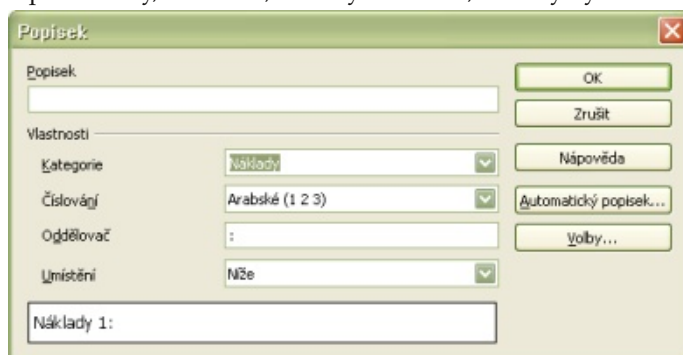 Popisek
Popisek
OK
Zrušit
Vlastnosti
Kategorie Náklady
Nápověda
Číslování Arabské (1 2 3)
Automatický popisek...
Oddělovač :
Volby...
Umístění Níže
Náklady 1: